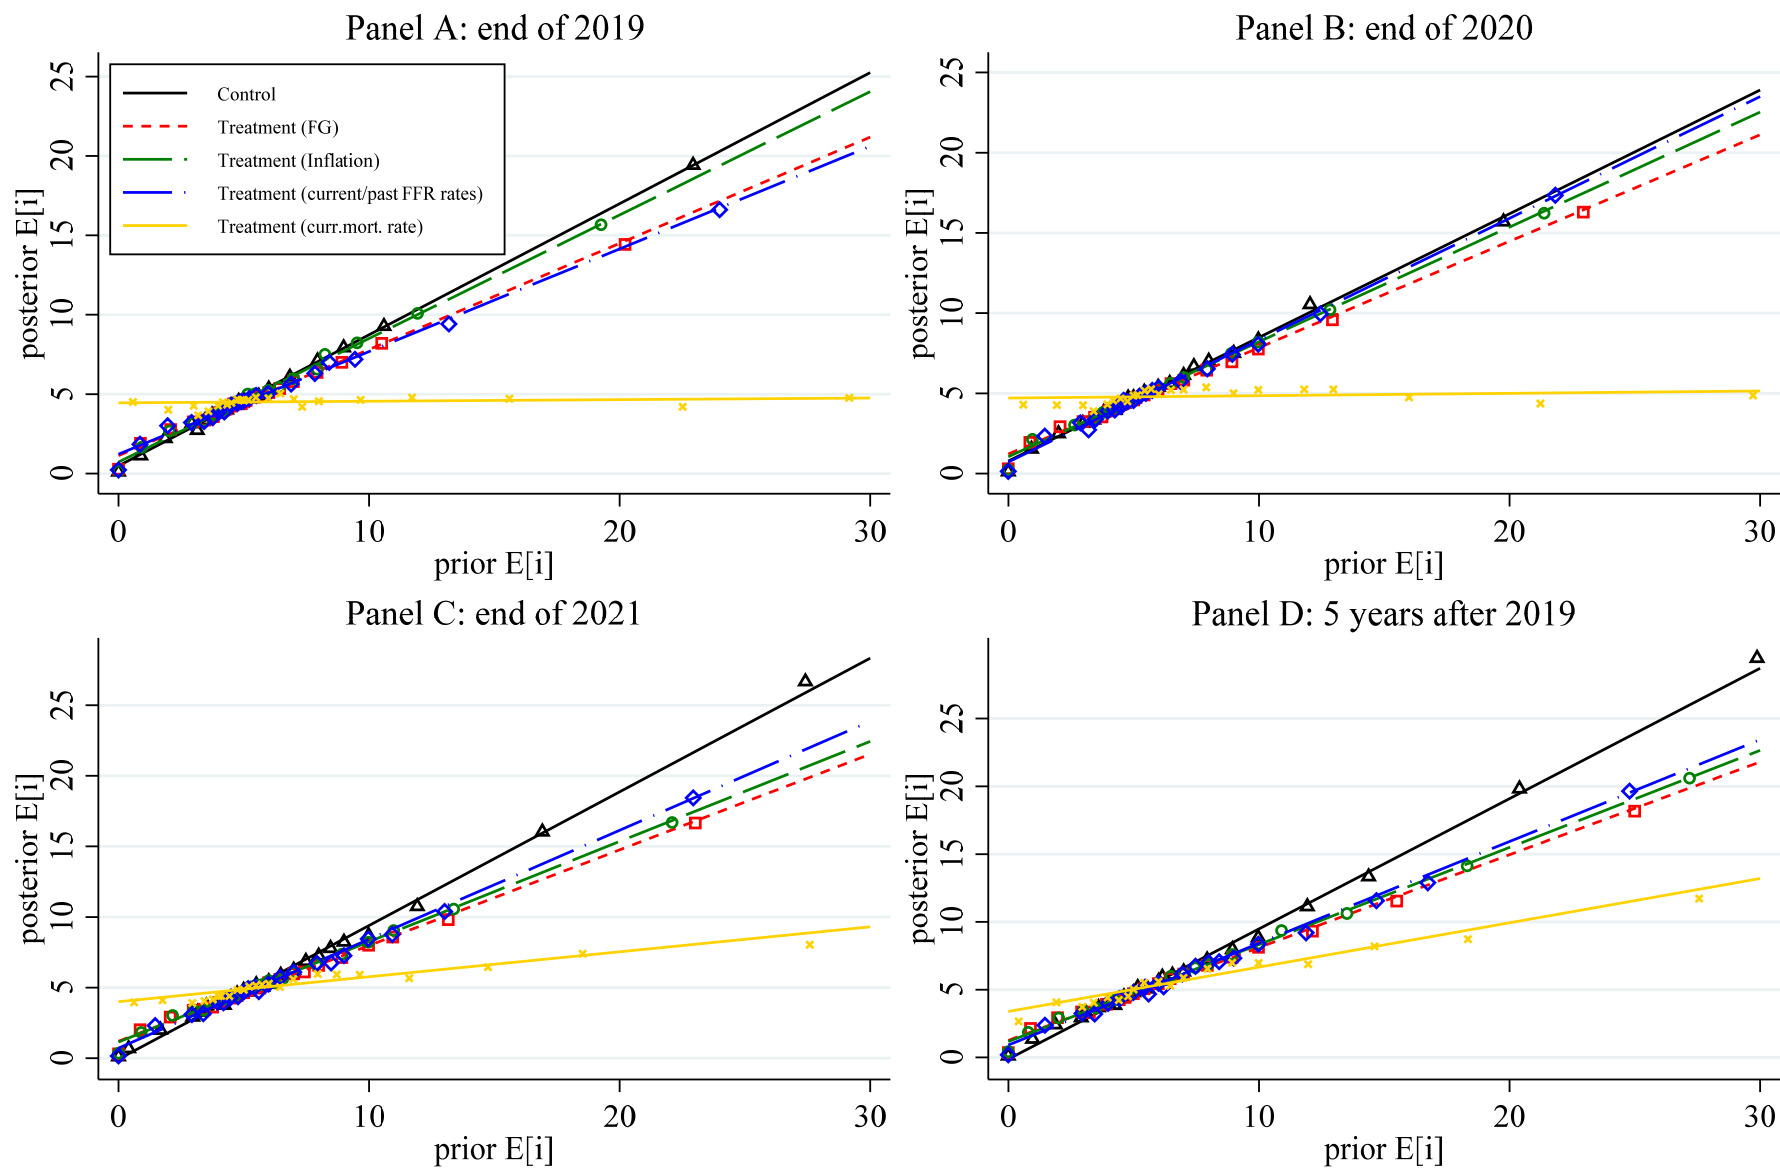 Panel A: end of 2019
posterior E[i]
25
20
15
10
5
0
Control
Treatment (FG)
Treatment (Inflation)
Treatment (current/past FFR rates)
Treatment (curr.mort. rate)
0 10 20 30
prior E[i]
Panel B: end of 2020
posterior E[i]
25
20
15
10
5
0
0 10 20 30
prior E[i]
Panel C: end of 2021
posterior E[i]
25
20
15
10
5
0
0 10 20 30
prior E[i]
Panel D: 5 years after 2019
posterior E[i]
25
20
15
10
5
0
0 10 20 30
prior E[i]